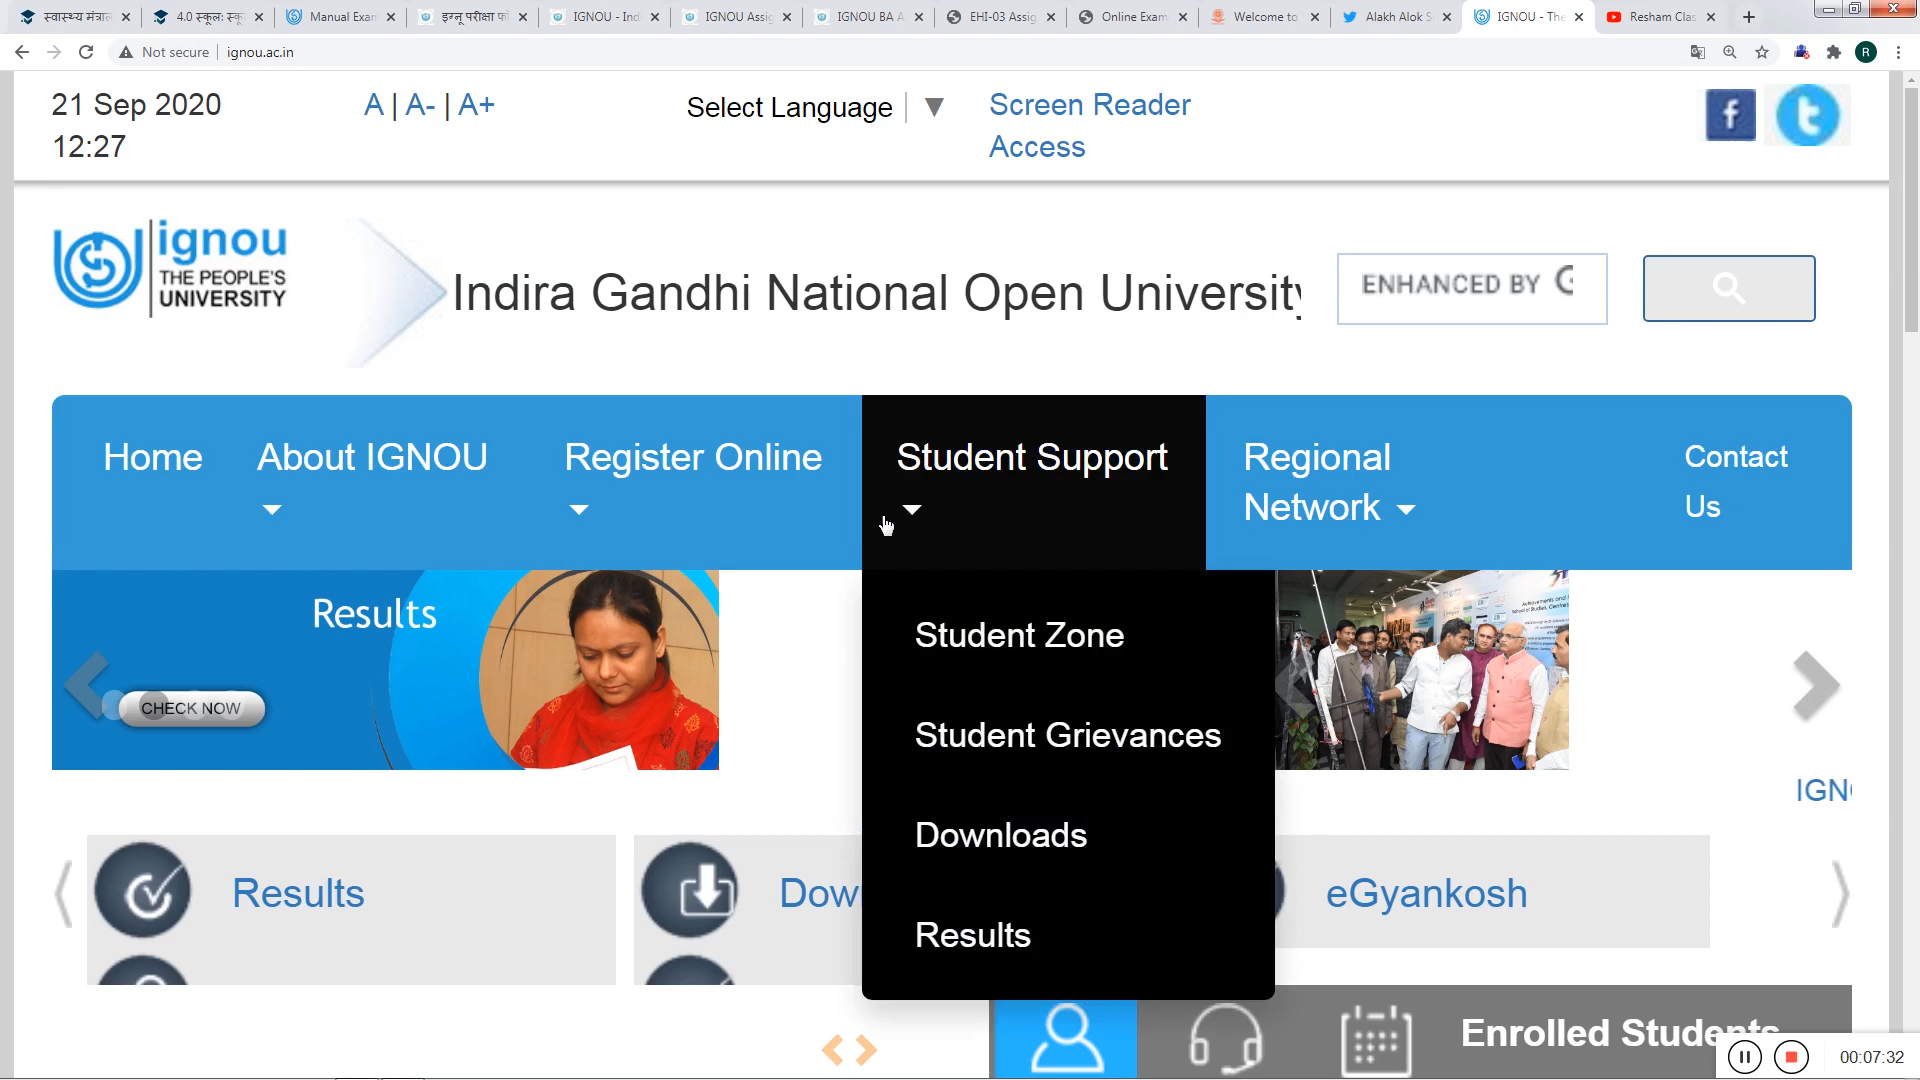 स्वास्थ्य मंत्राल
4.0 स्कूल: स्कू
Manual Exam
इग्नू परीक्षा फॉ
IGNOU - Ind
IGNOU Assig
IGNOU BA A
EHI-03 Assig
Online Exam
Welcome to
Alakh Alok S
IGNOU - The
Resham Clas
Not secure
ignou.ac.in
R
21 Sep 2020
12:27
A | A- | A+
Select Language
Screen Reader
Access
ignou
THE PEOPLE'S
UNIVERSITY
Indira Gandhi National Open University
ENHANCED BY G
Home
About IGNOU
Register Online
Student Support
Regional
Network
Contact
Us
Results
CHECK NOW
Student Zone
Student Grievances
Downloads
Results
IGN
Results
Dow
eGyankosh
Enrolled Students
00:07:32